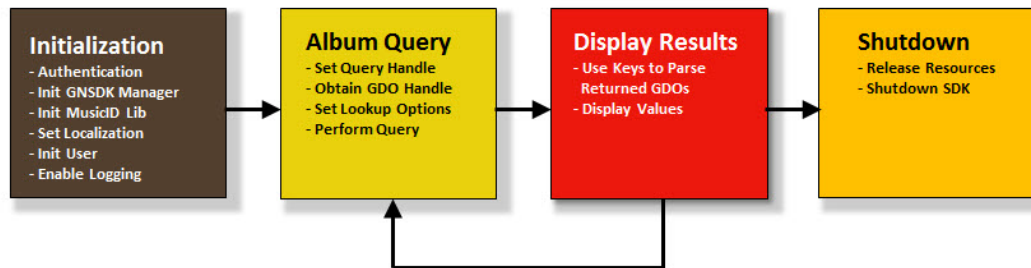 Initialization
- Authentication
- Init GNSDK Manager
- Init MusicID Lib
- Set Localization
- Init User
- Enable Logging
Album Query
- Set Query Handle
- Obtain GDO Handle
- Set Lookup Options
- Perform Query
Display Results
- Use Keys to Parse
Returned GDOs
- Display Values
Shutdown
- Release Resources
- Shutdown SDK